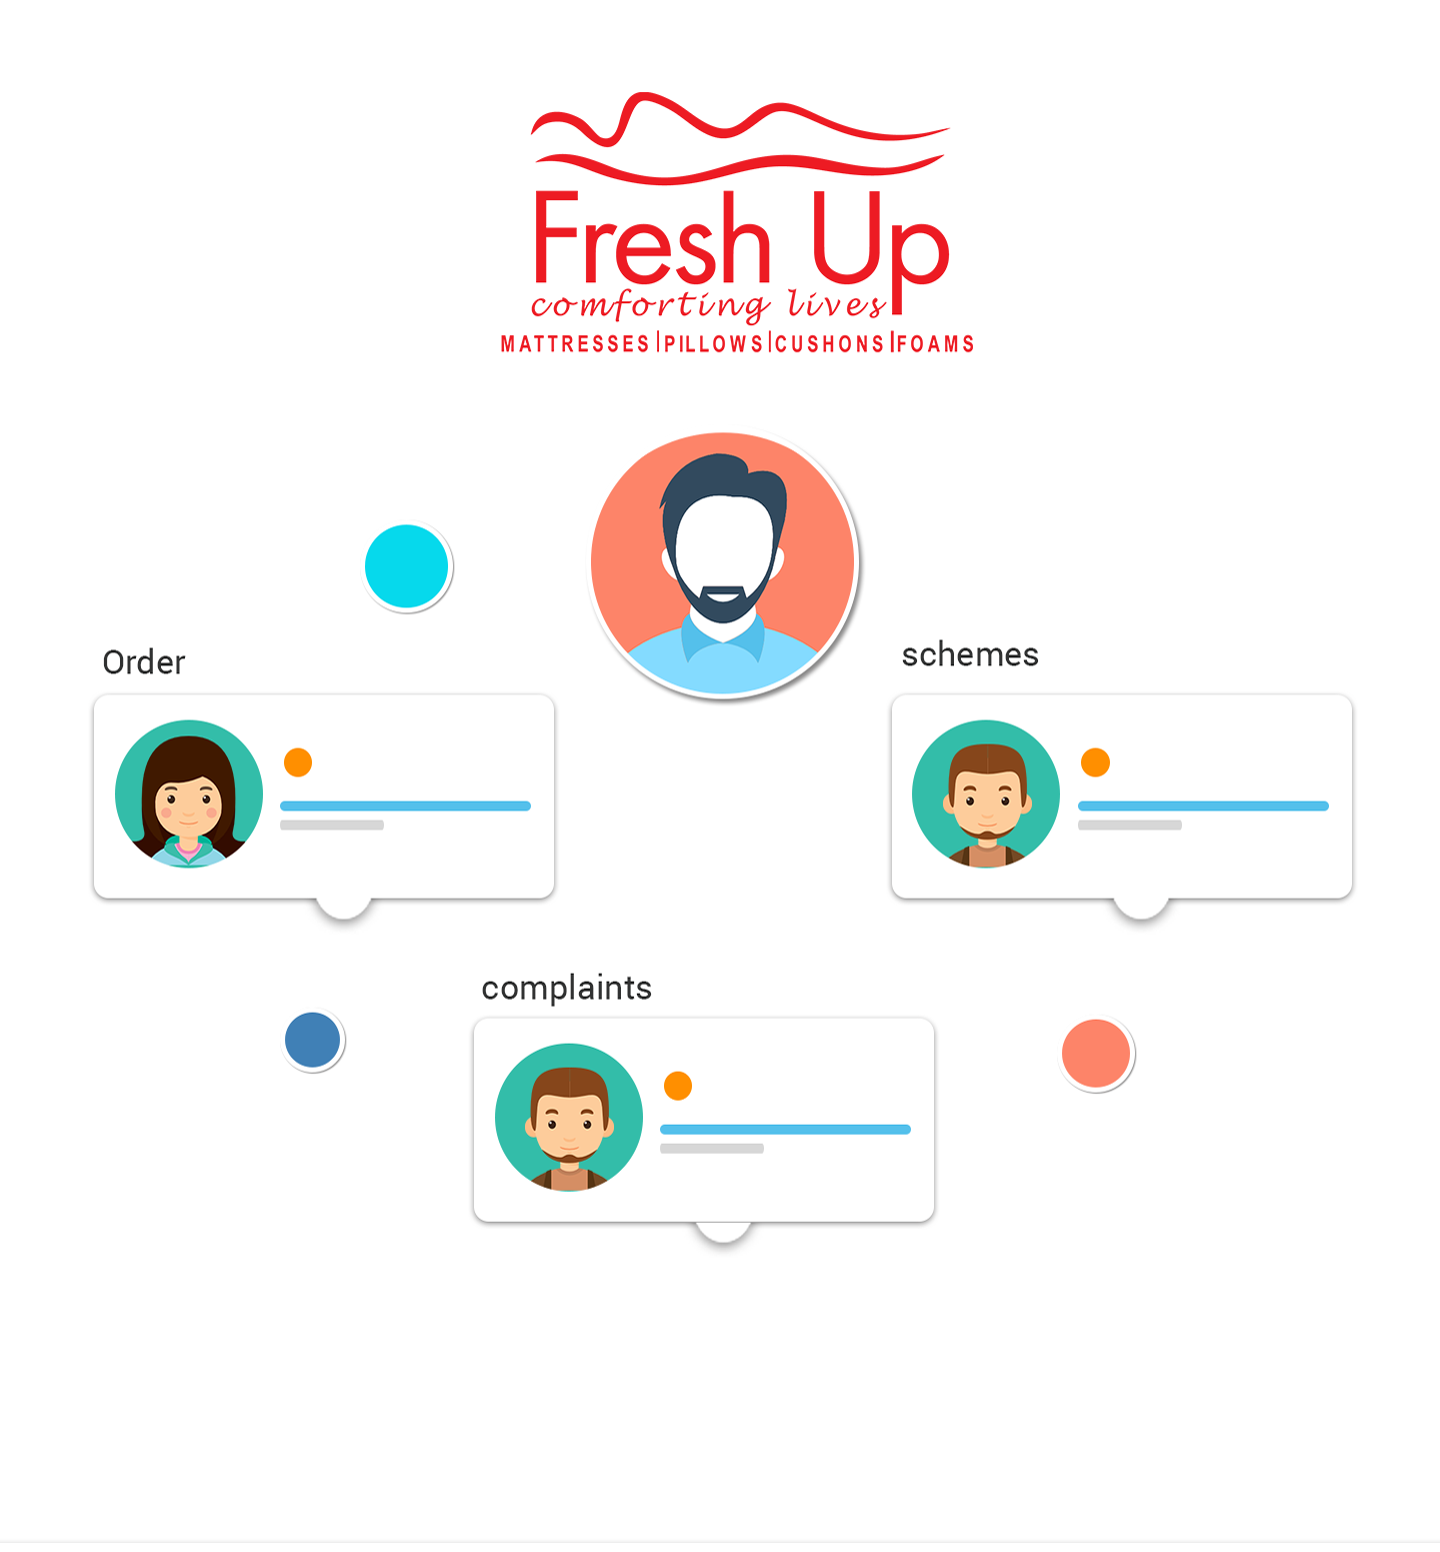 Fresh Up
comforting lives
MATTRESSES|PILLOWS|CUSHONS|FOAMS
Order
schemes
complaints